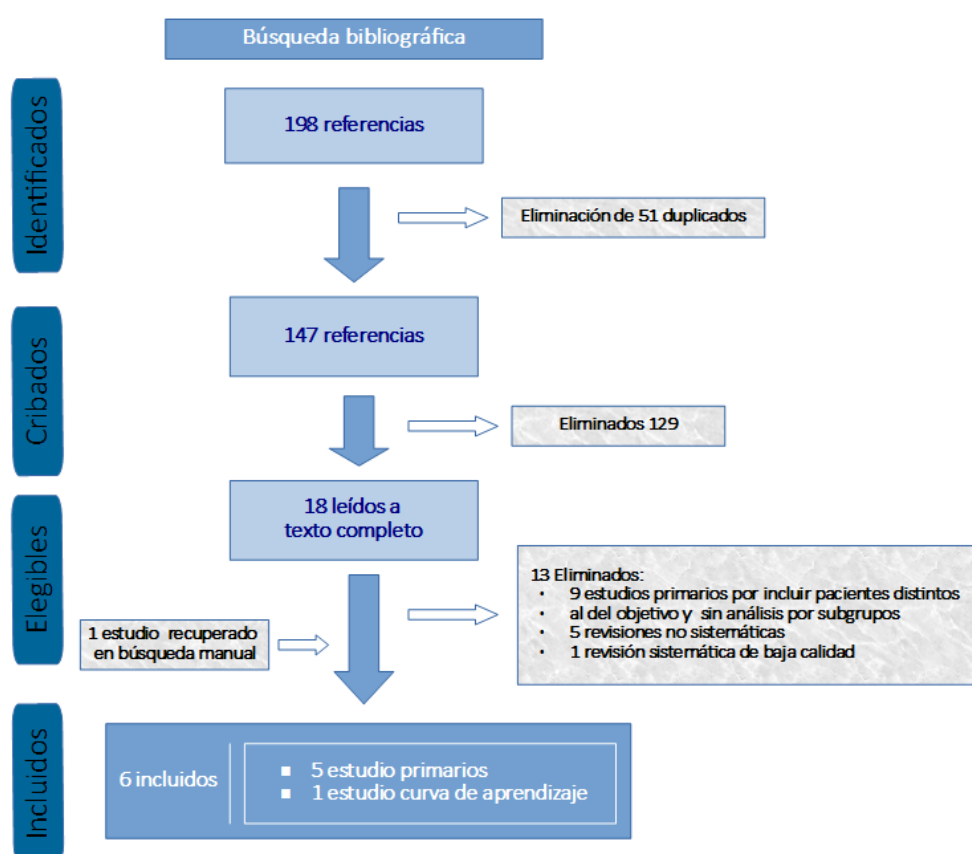 Búsqueda bibliográfica
Identificados
198 referencias
Eliminación de 51 duplicados
Cribados
147 referencias
Eliminados 129
Elegibles
18 leídos a
texto completo
13 Eliminados:
· 9 estudios primarios por incluir pacientes distintos
· al del objetivo y sin análisis por subgrupos
· 5 revisiones no sistemáticas
· 1 revisión sistemática de baja calidad
1 estudio recuperado
en búsqueda manual
Incluidos
6 incluidos
▪ 5 estudio primarios
▪ 1 estudio curva de aprendizaje